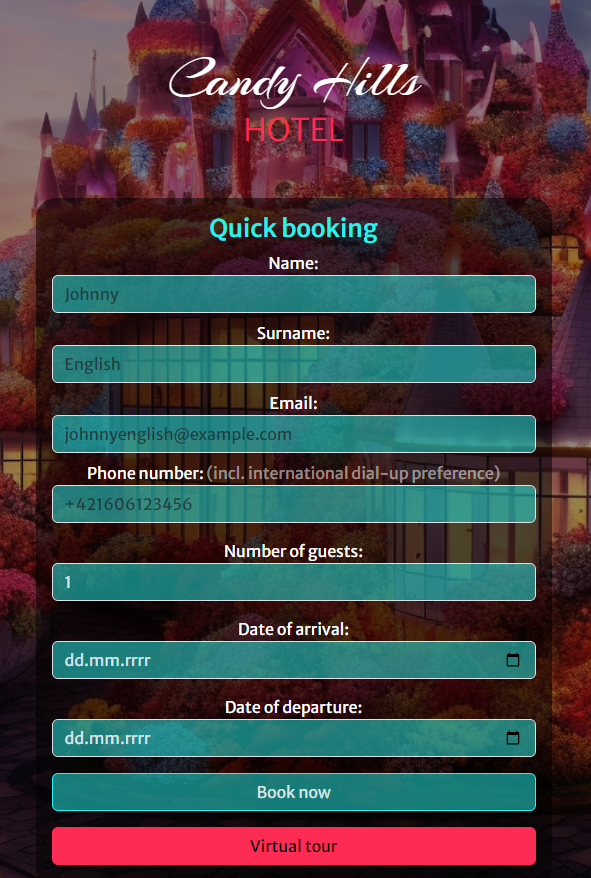 Candy Hills
HOTEL
Quick booking
Name:
Johnny
Surname:
English
Email:
johnnyenglish@example.com
Phone number: (incl. international dial-up preference)
+421606123456
Number of guests:
1
Date of arrival:
dd.mm.rrrr
Date of departure:
dd.mm.rrrr
Book now
Virtual tour